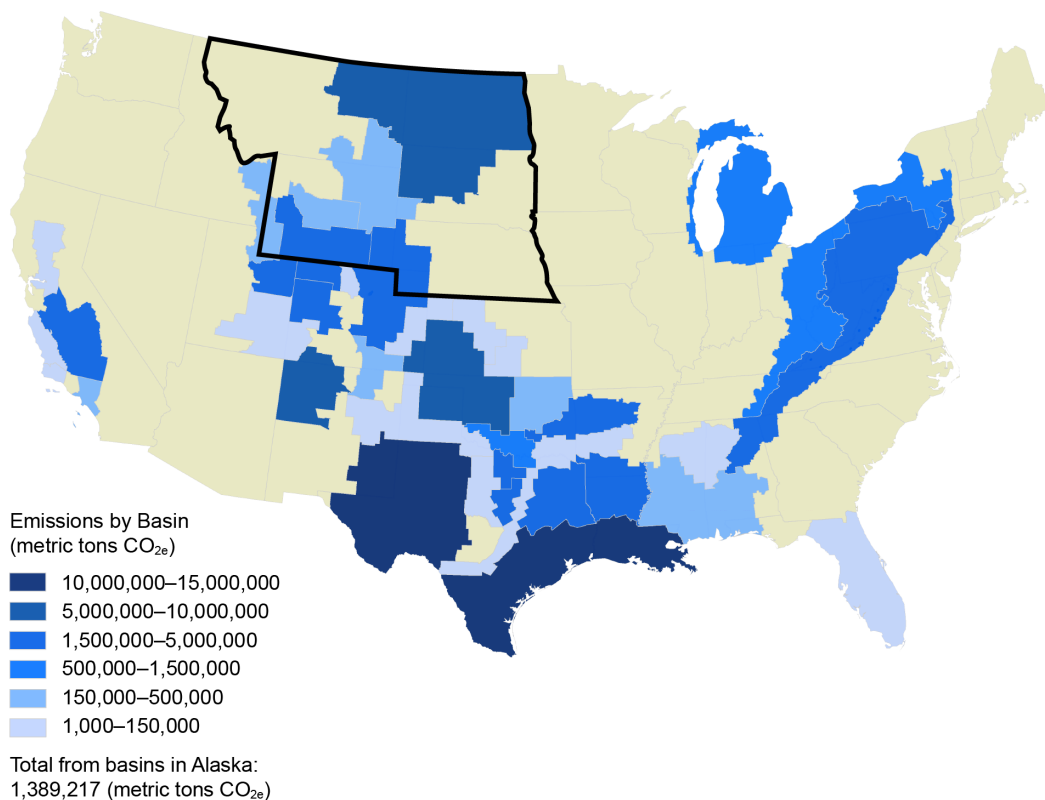 Emissions by Basin
(metric tons CO₂ₑ)
10,000,000–15,000,000
5,000,000–10,000,000
1,500,000–5,000,000
500,000–1,500,000
150,000–500,000
1,000–150,000
Total from basins in Alaska:
1,389,217 (metric tons CO₂ₑ)